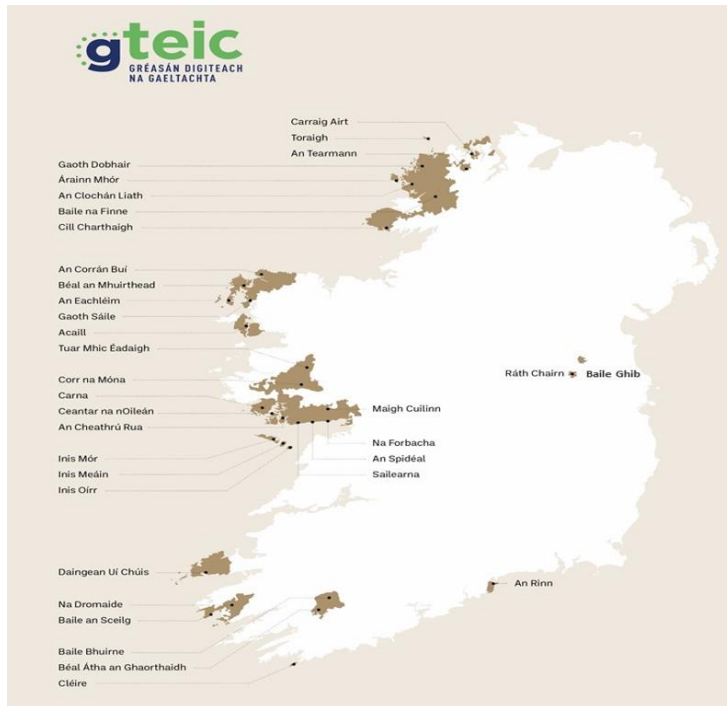 gteic
GRÉASÁN DIGITEACH
NA GAELTACHTA
Carraig Airt
Toraigh
An Tearmann
Gaoth Dobhair
Árainn Mhór
An Clochán Liath
Baile na Finne
Cill Charthaigh
An Corrán Buí
Béal an Mhuirthead
An Eachléim
Gaoth Sáile
Acaill
Tuar Mhic Éadaigh
Ráth Chairn
Baile Ghib
Corr na Móna
Carna
Ceantar na nOileán
An Cheathrú Rua
Maigh Cuilinn
Na Forbacha
An Spidéal
Sailearna
Inis Mór
Inis Meáin
Inis Oírr
Daingean Uí Chúis
An Rinn
Na Dromaide
Baile an Sceilg
Baile Bhuirne
Béal Átha an Ghaorthaidh
Cléire